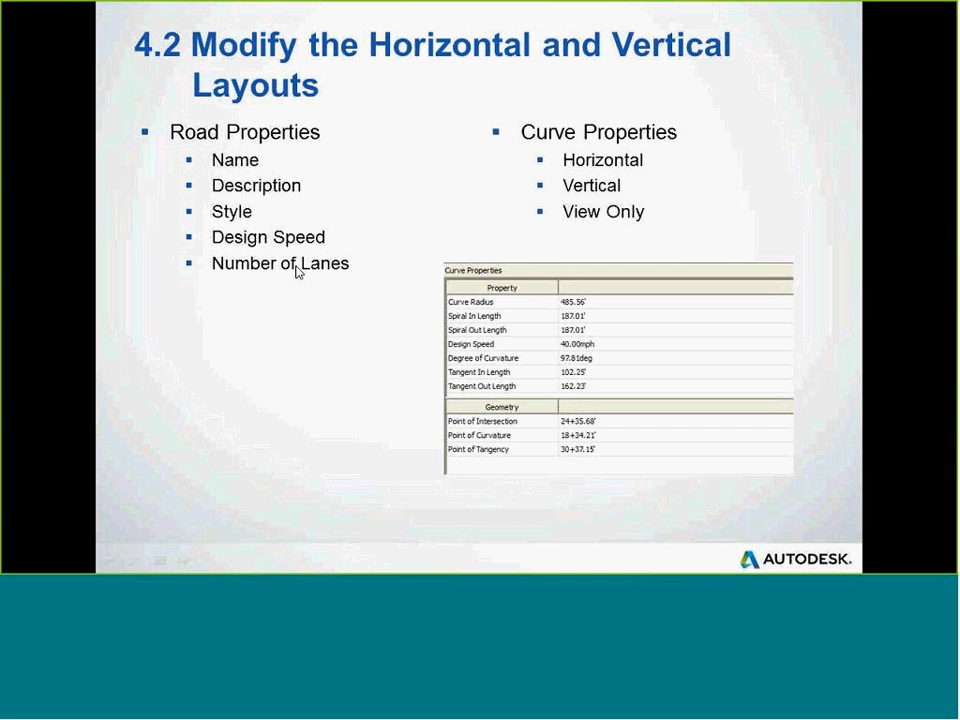 4.2 Modify the Horizontal and Vertical
Layouts
Road Properties
Name
Description
Style
Design Speed
Number of Lanes
Curve Properties
Horizontal
Vertical
View Only
Curve Properties
Property
Curve Radius 485.56'
Spiral In Length 187.01'
Spiral Out Length 187.01'
Design Speed 40.00mph
Degree of Curvature 97.81deg
Tangent In Length 102.25'
Tangent Out Length 162.23'
Geometry
Point of Intersection 24+35.68'
Point of Curvature 18+34.21'
Point of Tangency 30+37.15'
AUTODESK.